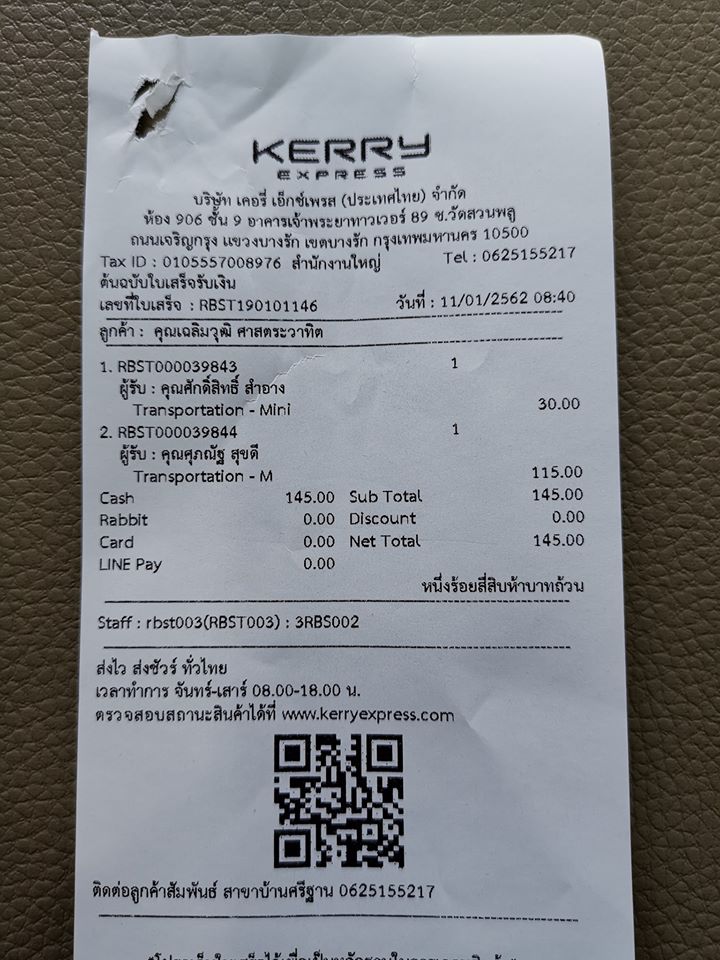 KERRY
EXPRESS
บริษัท เคอรี่ เอ็กซ์เพรส (ประเทศไทย) จำกัด
ห้อง 906 ชั้น 9 อาคารเจ้าพระยาทาวเวอร์ 89 ซ.วัดสวนพลู
ถนนเจริญกรุง แขวงบางรัก เขตบางรัก กรุงเทพมหานคร 10500
Tax ID : 0105557008976 สำนักงานใหญ่ Tel : 0625155217
ต้นฉบับใบเสร็จรับเงิน
เลขที่ใบเสร็จ : RBST190101146 วันที่ : 11/01/2562 08:40
ลูกค้า : คุณเฉลิมวุฒิ ศาสตระวาทิต
1. RBST000039843 1
ผู้รับ : คุณศักดิ์สิทธิ์ สำอาง
Transportation - Mini 30.00
2. RBST000039844 1
ผู้รับ : คุณศุภณัฐ สุขดี
Transportation - M 115.00
Cash 145.00 Sub Total 145.00
Rabbit 0.00 Discount 0.00
Card 0.00 Net Total 145.00
LINE Pay 0.00
หนึ่งร้อยสี่สิบห้าบาทถ้วน
Staff : rbst003(RBST003) : 3RBS002
ส่งไว ส่งชัวร์ ทั่วไทย
เวลาทำการ จันทร์-เสาร์ 08.00-18.00 น.
ตรวจสอบสถานะสินค้าได้ที่ www.kerryexpress.com
ติดต่อลูกค้าสัมพันธ์ สาขาบ้านศรีฐาน 0625155217